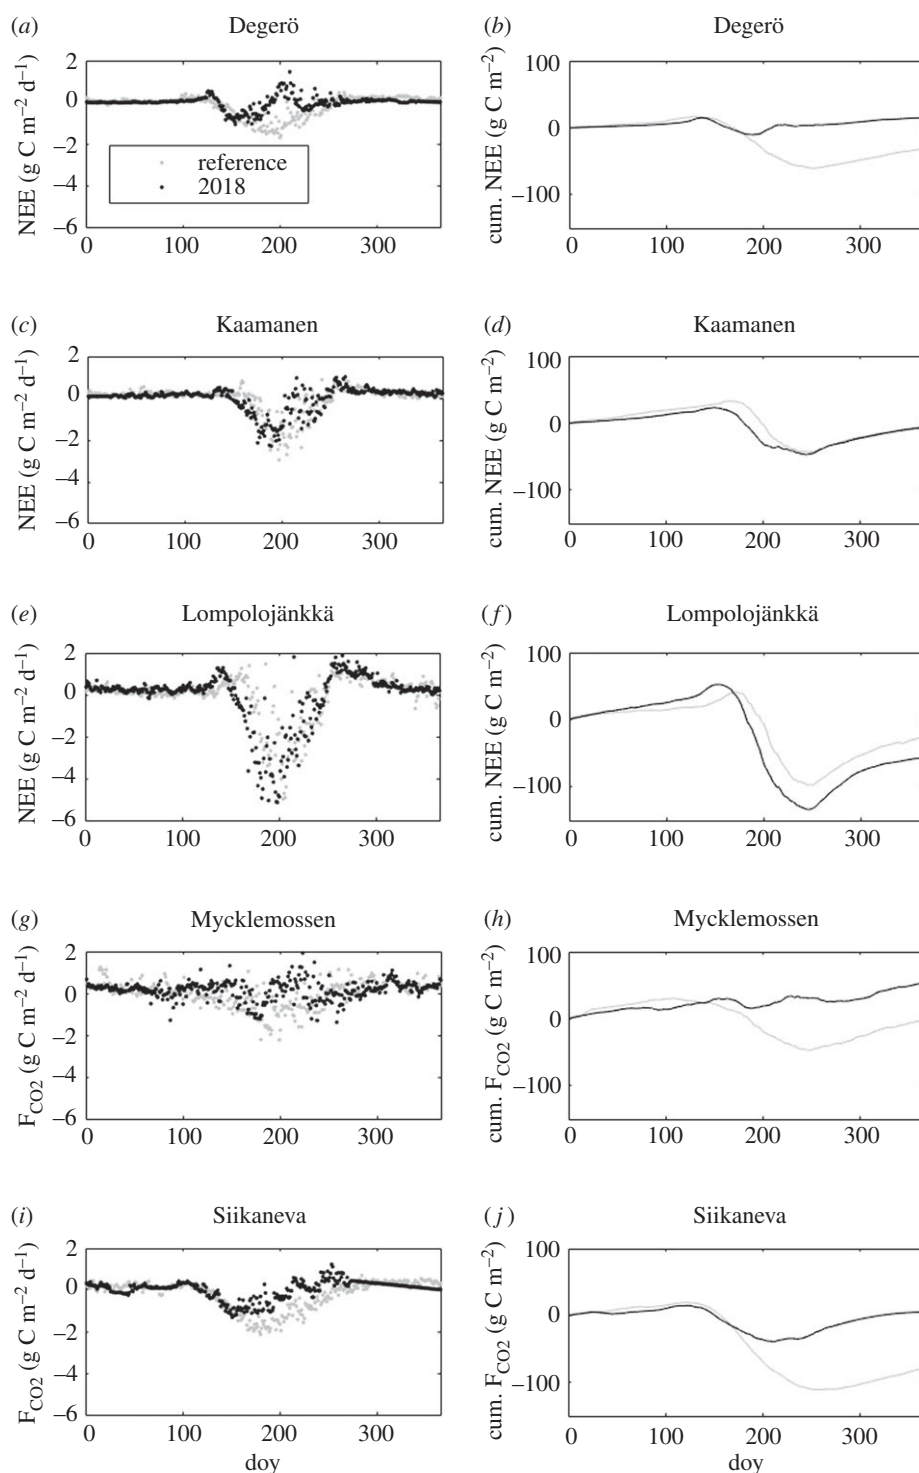 (a) Degerö
NEE (g C m⁻² d⁻¹)
2
0
−2
−4
−6
reference
2018
0 100 200 300
(b) Degerö
cum. NEE (g C m⁻²)
100
0
−100
0 100 200 300
(c) Kaamanen
NEE (g C m⁻² d⁻¹)
2
0
−2
−4
−6
0 100 200 300
(d) Kaamanen
cum. NEE (g C m⁻²)
100
0
−100
0 100 200 300
(e) Lompolojänkkä
NEE (g C m⁻² d⁻¹)
2
0
−2
−4
−6
0 100 200 300
(f) Lompolojänkkä
cum. NEE (g C m⁻²)
100
0
−100
0 100 200 300
(g) Mycklemossen
F_CO2 (g C m⁻² d⁻¹)
2
0
−2
−4
−6
0 100 200 300
(h) Mycklemossen
cum. F_CO2 (g C m⁻²)
100
0
−100
0 100 200 300
(i) Siikaneva
F_CO2 (g C m⁻² d⁻¹)
2
0
−2
−4
−6
0 100 200 300
doy
(j) Siikaneva
cum. F_CO2 (g C m⁻²)
100
0
−100
0 100 200 300
doy